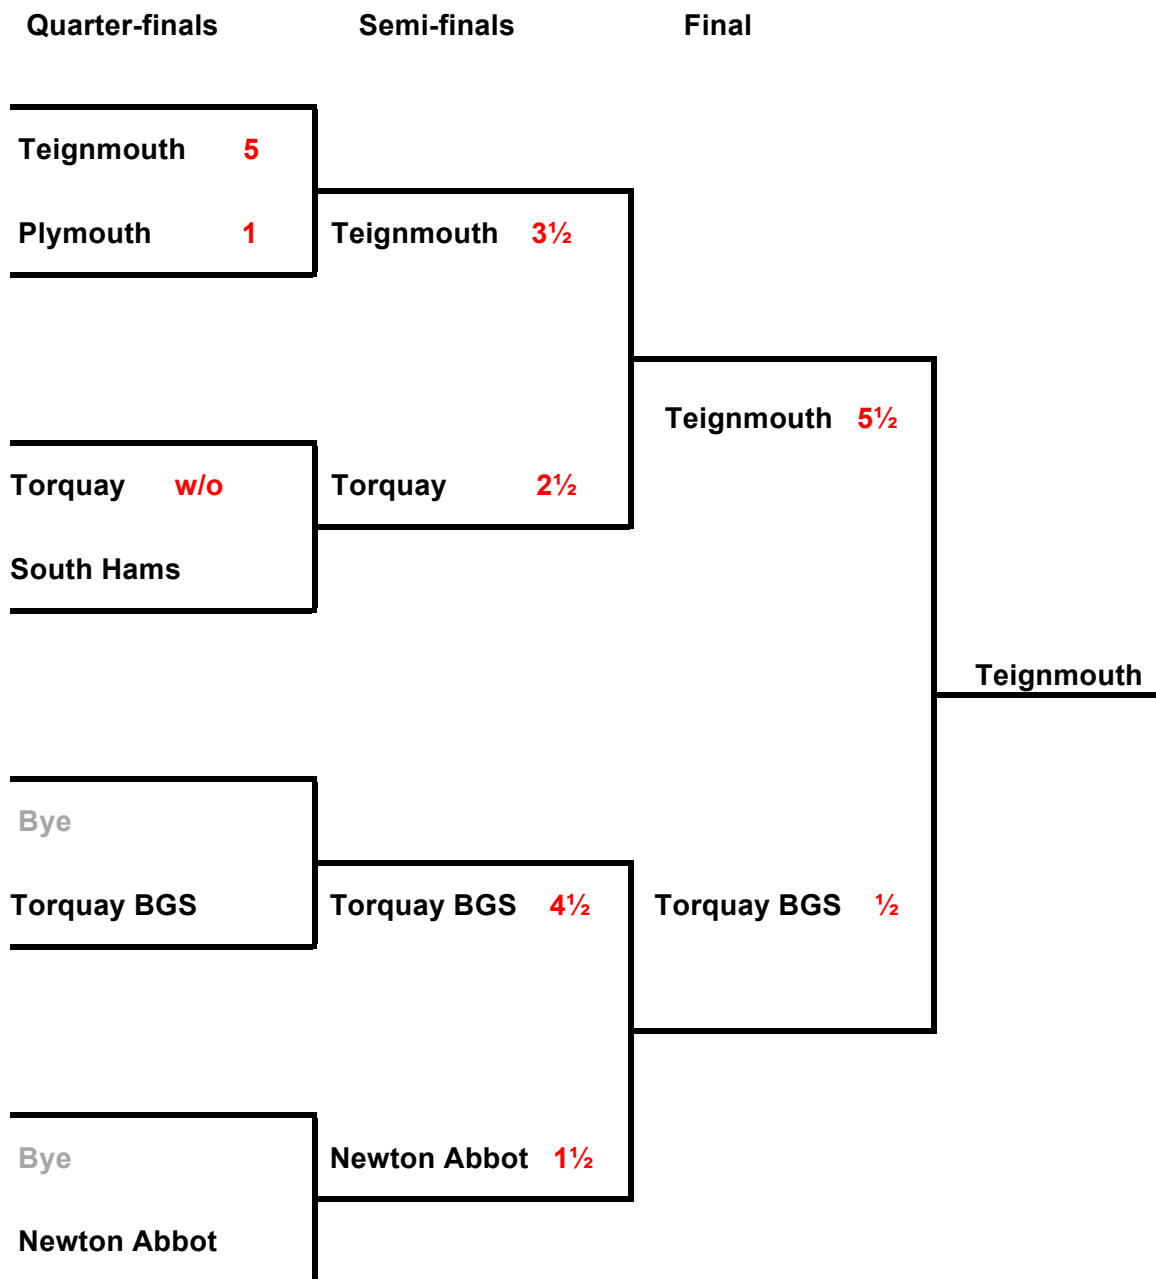 Quarter-finals Semi-finals Final
Teignmouth 5
Plymouth 1 Teignmouth 3½
Teignmouth 5½
Torquay w/o Torquay 2½
South Hams
Teignmouth
Bye
Torquay BGS Torquay BGS 4½ Torquay BGS ½
Bye Newton Abbot 1½
Newton Abbot